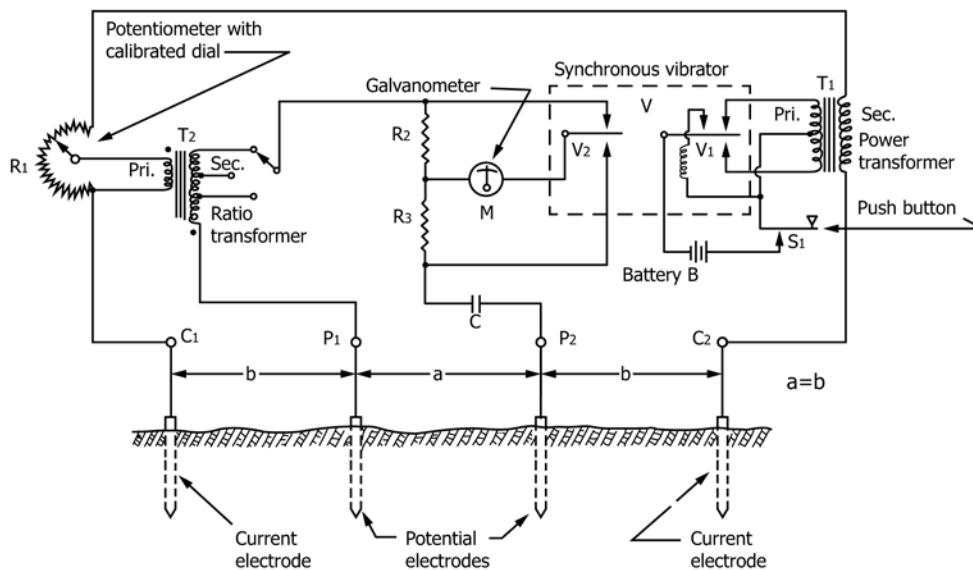 Potentiometer with
calibrated dial
Galvanometer
Synchronous vibrator
V
T1
Pri.
Sec.
Power
transformer
R1
T2
Pri.
Sec.
Ratio
transformer
R2
R3
M
V2
V1
Push button
S1
Battery B
C
C1
P1
P2
C2
b
a
b
a=b
Current
electrode
Potential
electrodes
Current
electrode